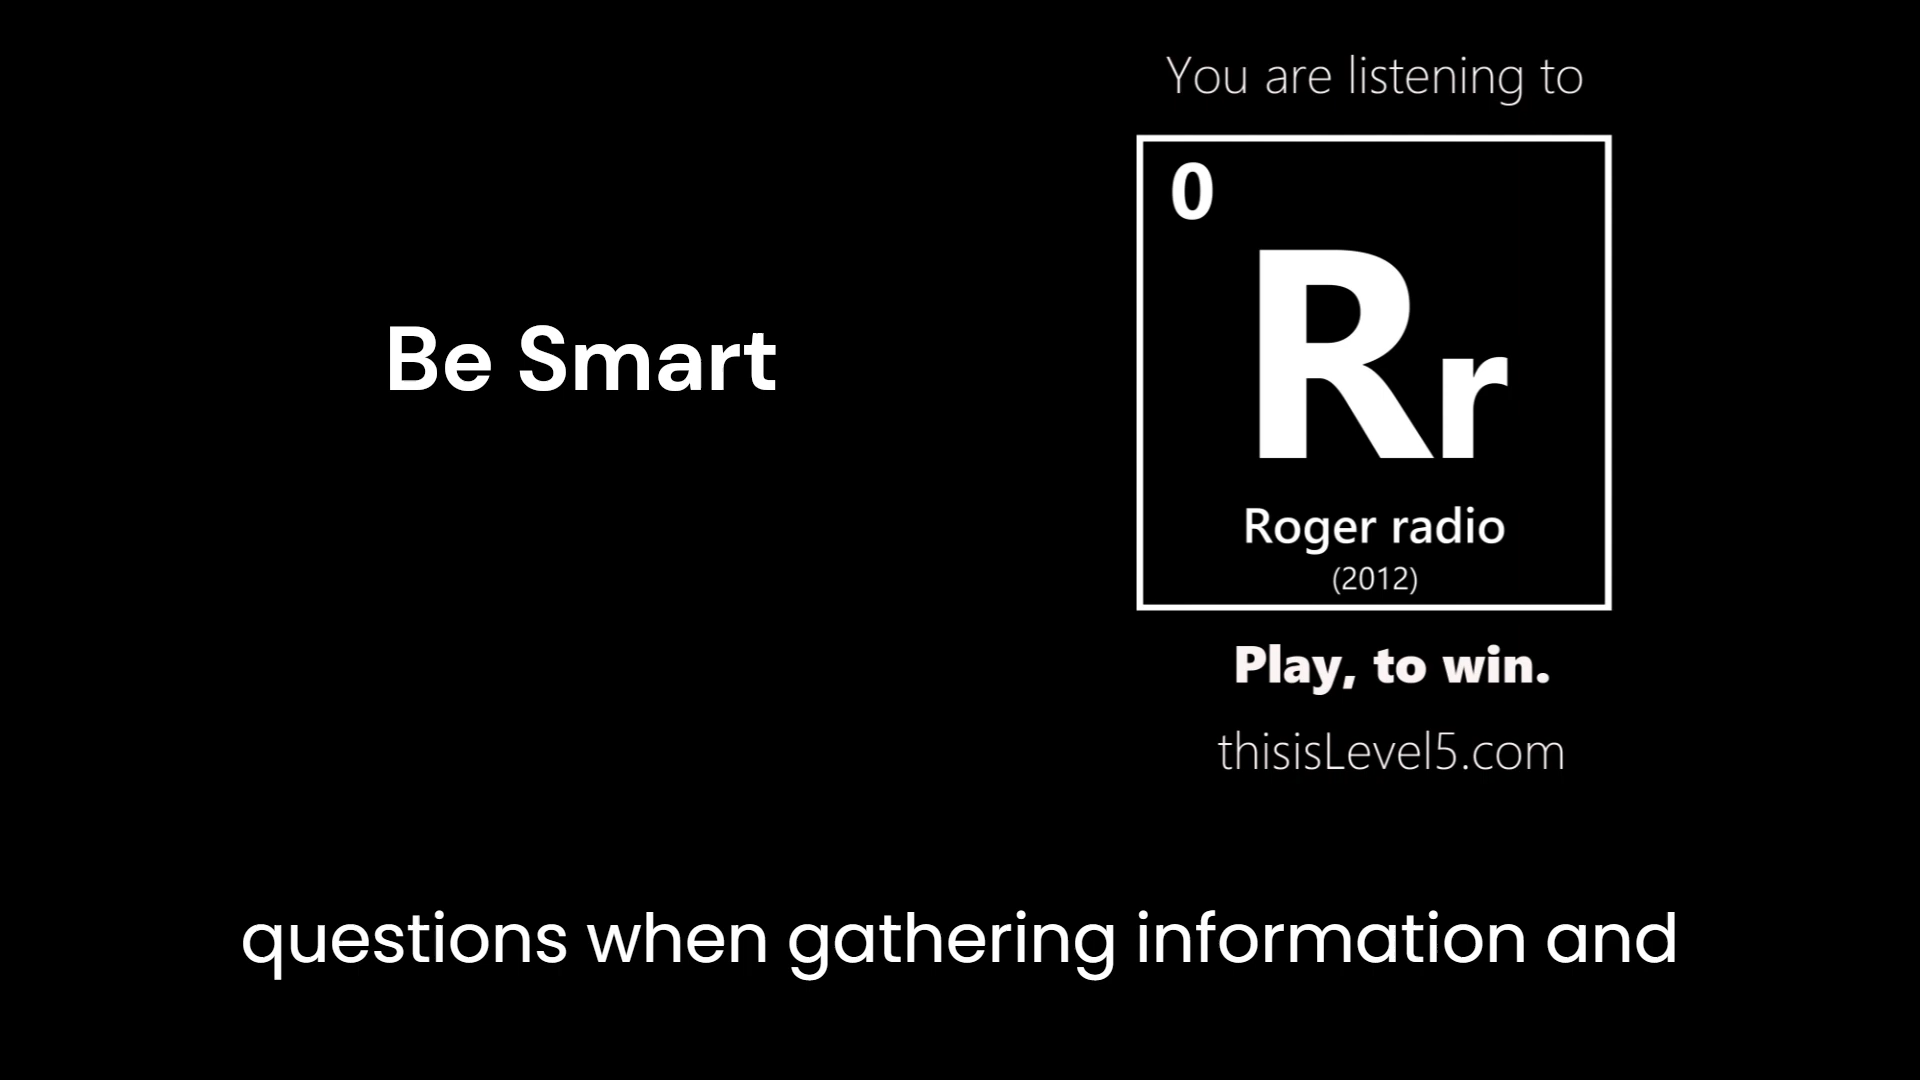 You are listening to
0
Rr
Be Smart
Roger radio
(2012)
Play, to win.
thisisLevel5.com
questions when gathering information and